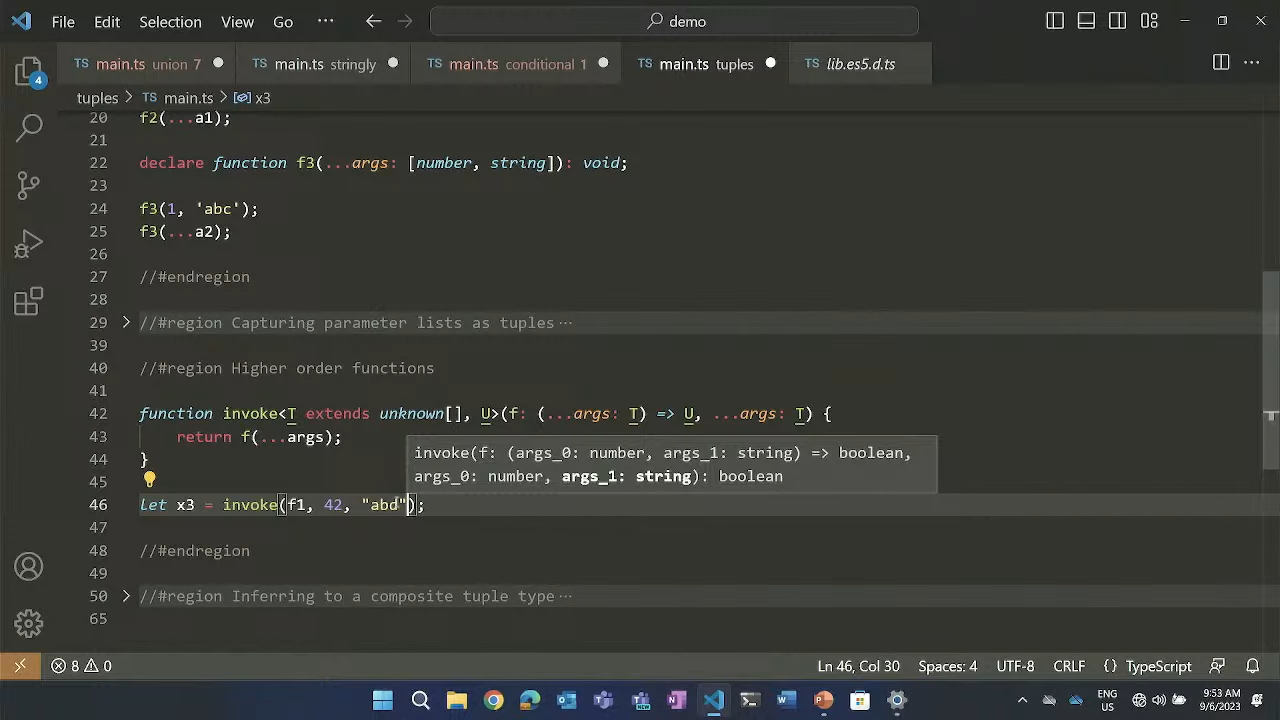 File Edit Selection View Go ··· demo
TS main.ts union 7 TS main.ts stringly TS main.ts conditional 1 TS main.ts tuples TS lib.es5.d.ts ···
4
tuples > TS main.ts > x3
20 f2(...a1);
21
22 declare function f3(...args: [number, string]): void;
23
24 f3(1, 'abc');
25 f3(...a2);
26
27 //#endregion
28
29 > //#region Capturing parameter lists as tuples···
39
40 //#region Higher order functions
41
42 function invoke<T extends unknown[], U>(f: (...args: T) => U, ...args: T) {
43 return f(...args);
44 }
invoke(f: (args_0: number, args_1: string) => boolean,
args_0: number, args_1: string): boolean
45
46 let x3 = invoke(f1, 42, "abd");
47
48 //#endregion
49
50 > //#region Inferring to a composite tuple type···
65
8 0 Ln 46, Col 30 Spaces: 4 UTF-8 CRLF {} TypeScript
ENG
US
9:53 AM
9/6/2023